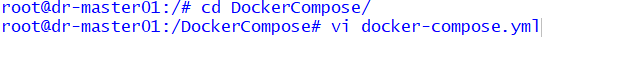 root@dr-master01:/# cd DockerCompose/
root@dr-master01:/DockerCompose# vi docker-compose.yml